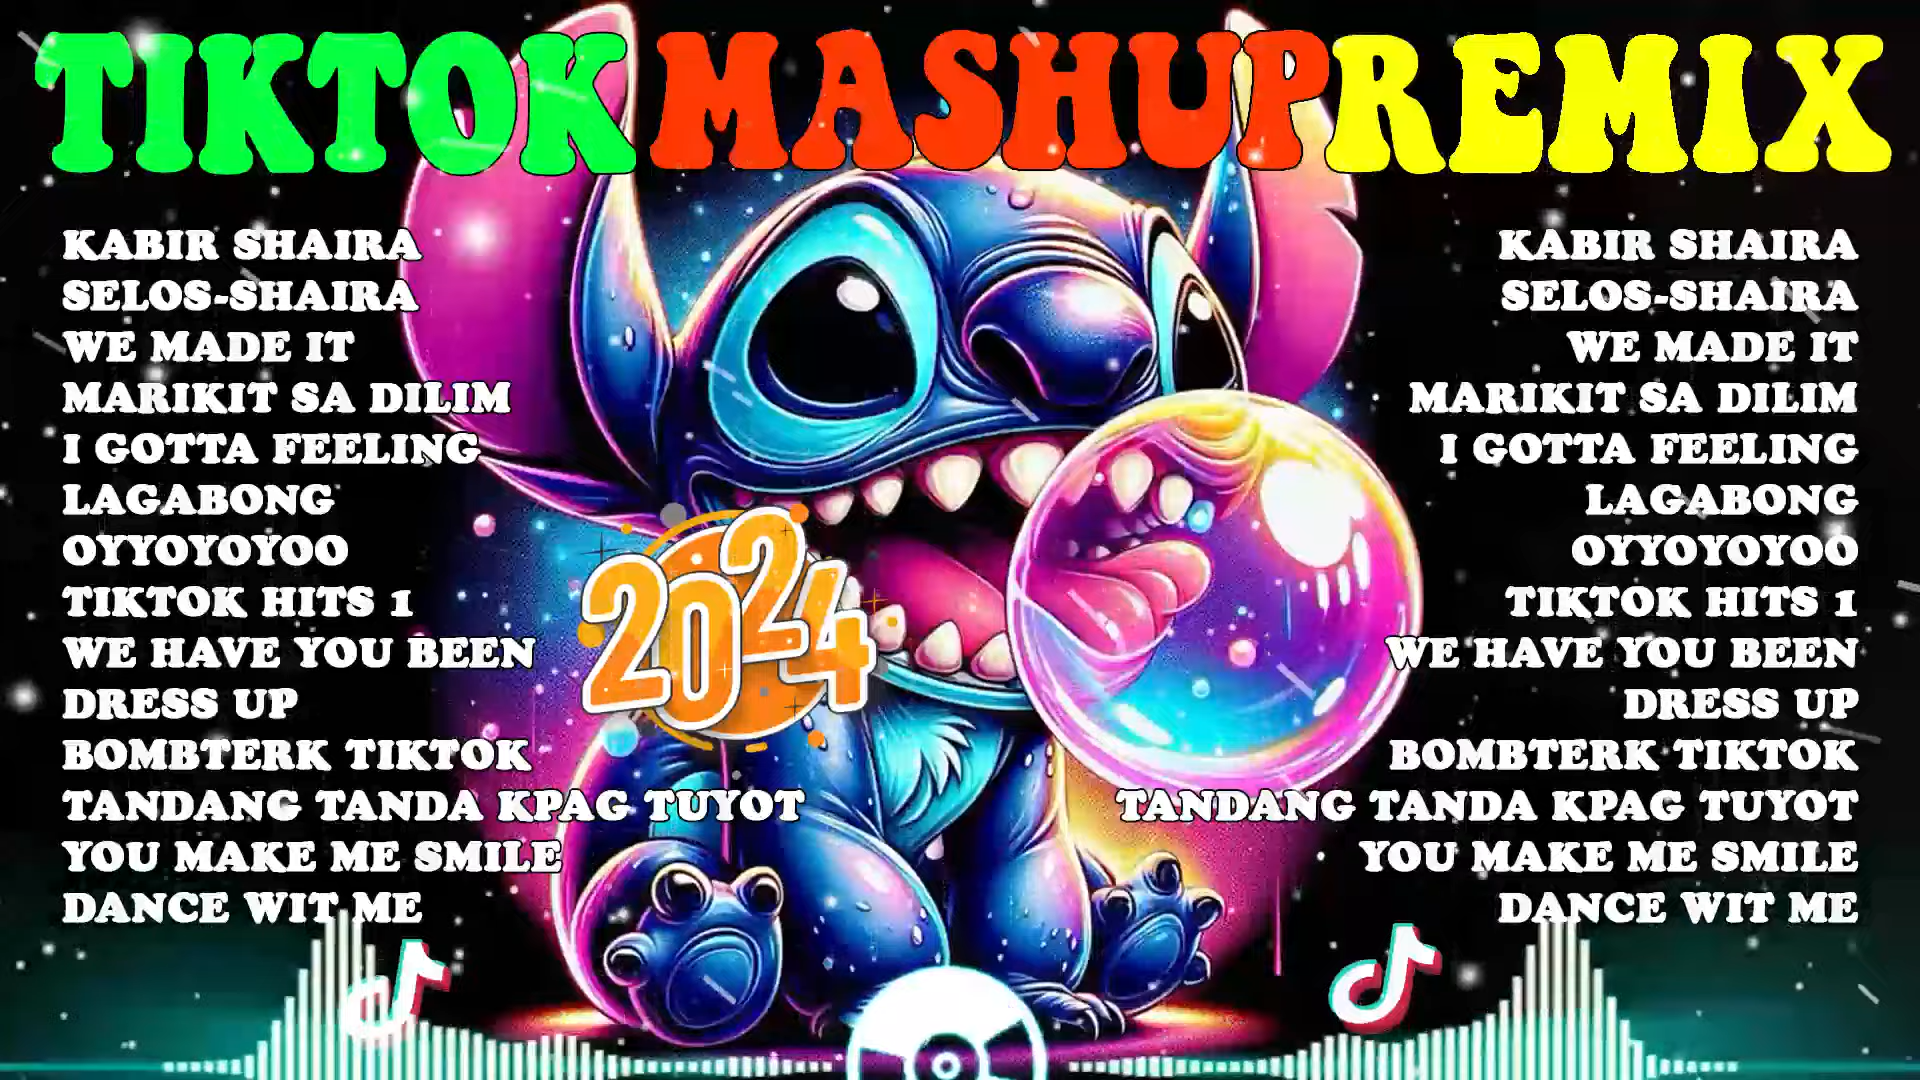 TIKTOK MASHUP REMIX
KABIR SHAIRA
SELOS-SHAIRA
WE MADE IT
MARIKIT SA DILIM
I GOTTA FEELING
LAGABONG
OYYOYOYOO
TIKTOK HITS 1
WE HAVE YOU BEEN
DRESS UP
BOMBTERK TIKTOK
TANDANG TANDA KPAG TUYOT
YOU MAKE ME SMILE
DANCE WIT ME
2024
KABIR SHAIRA
SELOS-SHAIRA
WE MADE IT
MARIKIT SA DILIM
I GOTTA FEELING
LAGABONG
OYYOYOYOO
TIKTOK HITS 1
WE HAVE YOU BEEN
DRESS UP
BOMBTERK TIKTOK
TANDANG TANDA KPAG TUYOT
YOU MAKE ME SMILE
DANCE WIT ME